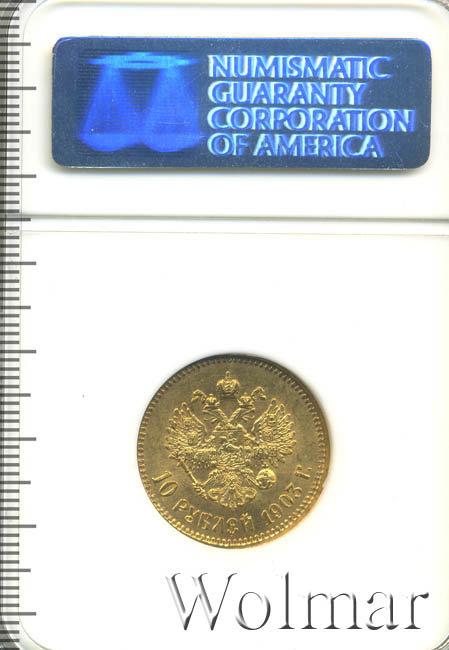 NUMISMATIC
GUARANTY
CORPORATION
OF AMERICA
10 РУБЛЕЙ 1903 Г.
Wolmar